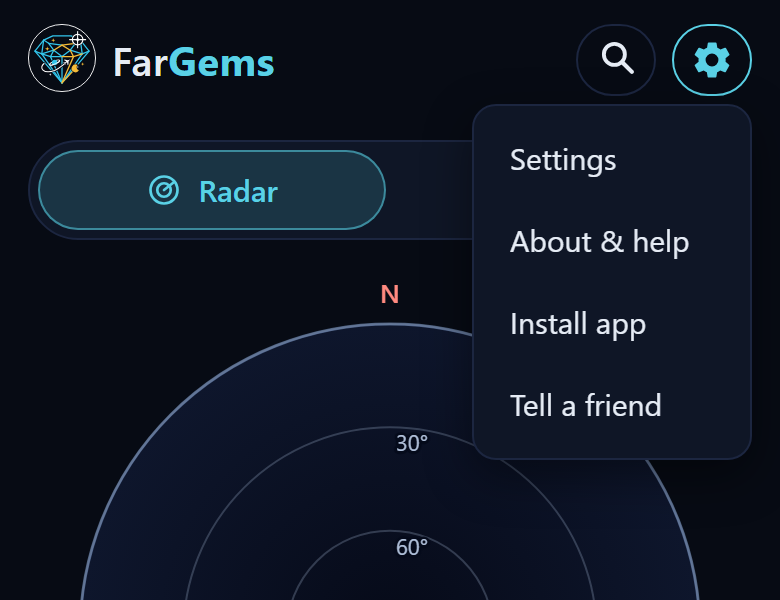 FarGems
Radar
Settings
About & help
Install app
Tell a friend
N
30°
60°